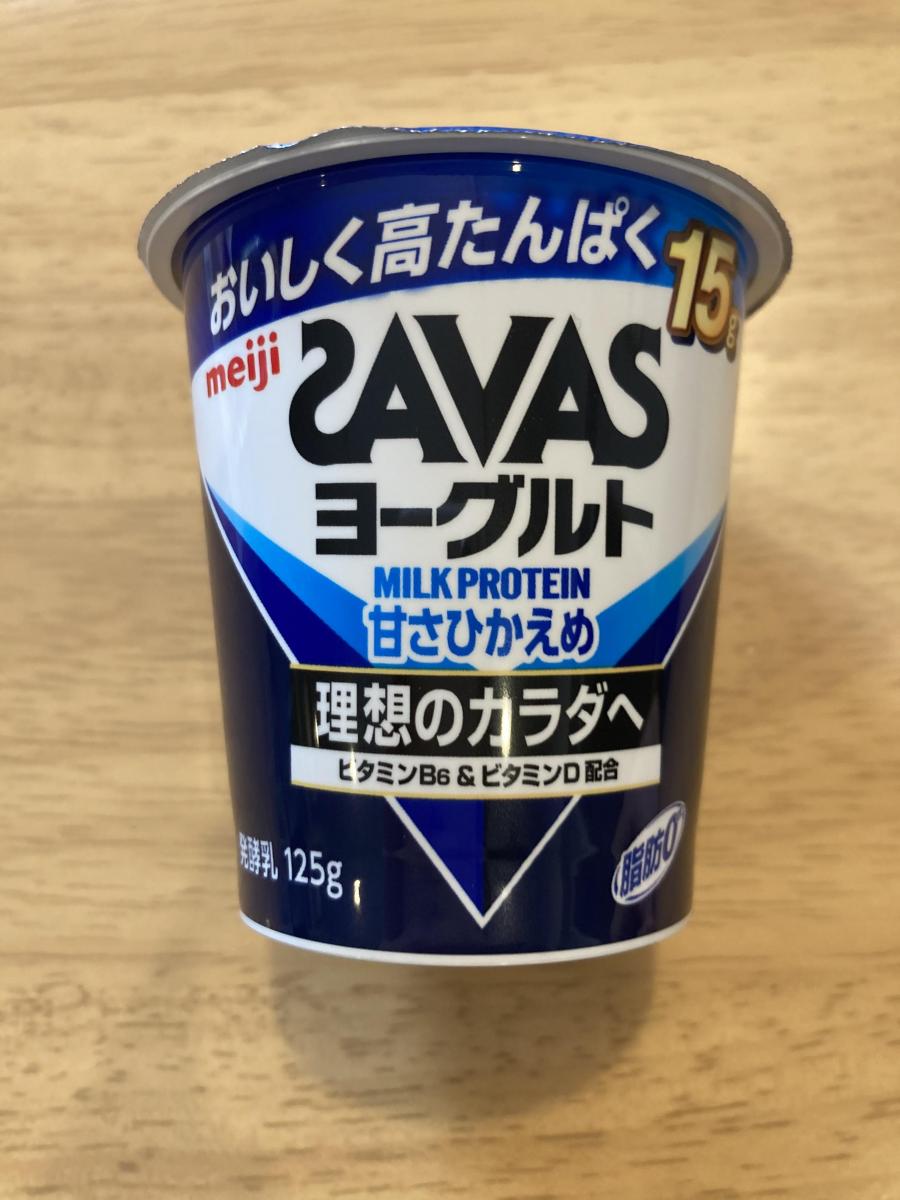 おいしく高たんぱく 15g
meiji
SAVAS
ヨーグルト
MILK PROTEIN
甘さひかえめ
理想のカラダへ
ビタミンB6 & ビタミンD 配合
発酵乳 125g
脂肪0